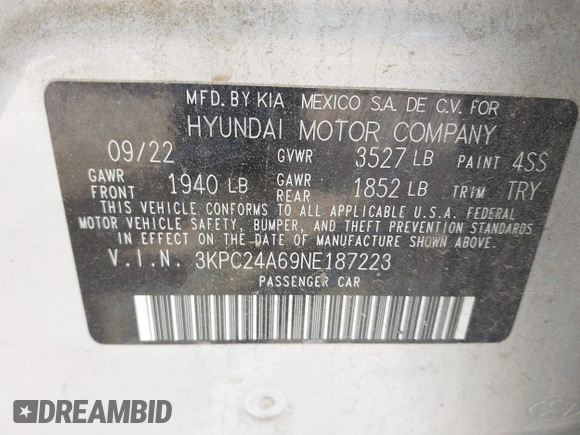 MFD. BY KIA MEXICO S.A. DE C.V. FOR
HYUNDAI MOTOR COMPANY
09/22 GVWR 3527 LB PAINT 4SS
GAWR FRONT 1940 LB GAWR REAR 1852 LB TRIM TRY
THIS VEHICLE CONFORMS TO ALL APPLICABLE U.S.A. FEDERAL
MOTOR VEHICLE SAFETY, BUMPER, AND THEFT PREVENTION STANDARDS
IN EFFECT ON THE DATE OF MANUFACTURE SHOWN ABOVE.
V.I.N. 3KPC24A69NE187223
PASSENGER CAR
DREAMBID